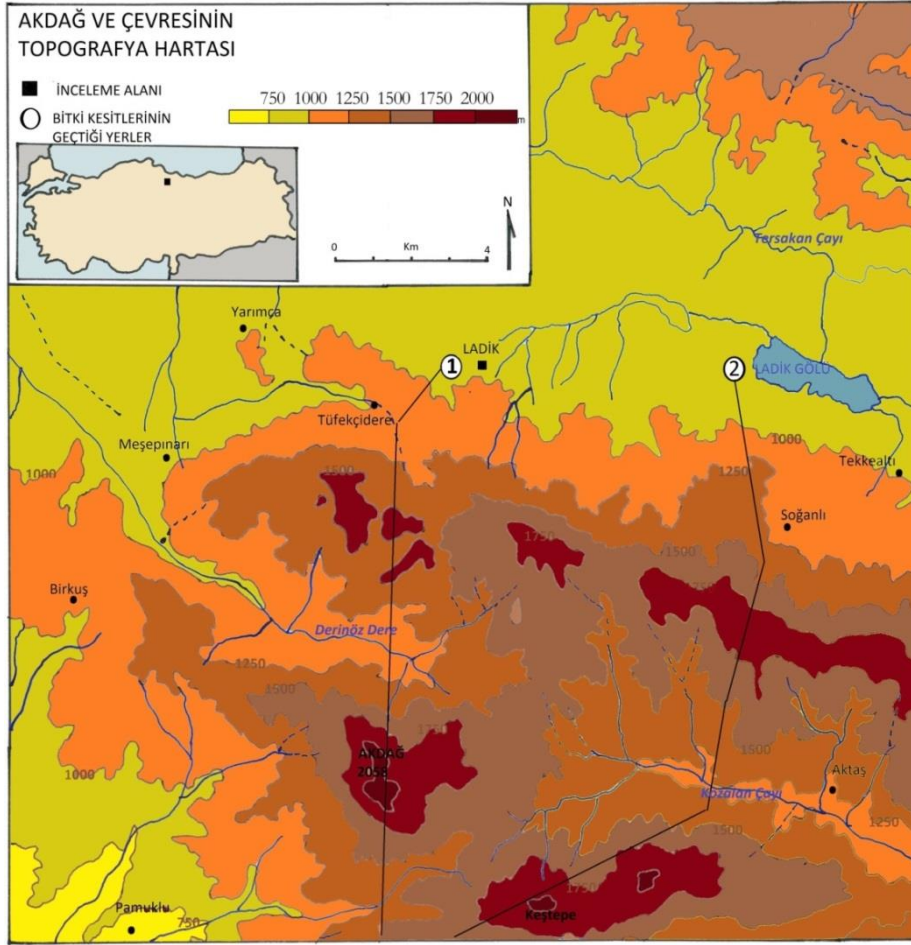 AKDAĞ VE ÇEVRESİNİN
TOPOGRAFYA HARTASI
İNCELEME ALANI
BİTKİ KESİTLERİNİN
GEÇTİĞİ YERLER
750 1000 1250 1500 1750 2000
m
N
0 Km 4
Tarsakan Çayı
Yarımca
LADİK
1
2
LADİK GÖLÜ
Tüfekçidere
Meşepınarı
1000
1000
1250
Tekkealtı
1500
Soğanlı
1750
1500
1750
Birkuş
Derinöz Dere
1250
1500
1750
AKDAĞ
2058
1500
1000
Aktaş
Kozalan Çayı
1500
1250
1750
Keştepe
Pamuklu
750